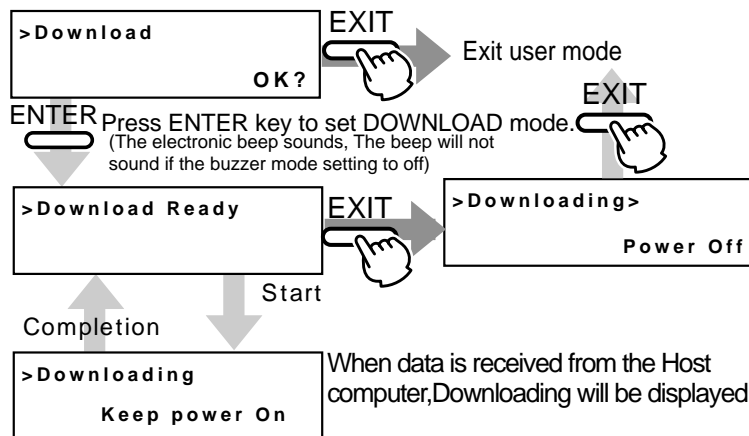 >Download
OK?
EXIT
Exit user mode
ENTER
Press ENTER key to set DOWNLOAD mode.
(The electronic beep sounds, The beep will not
sound if the buzzer mode setting to off)
EXIT
>Download Ready
EXIT
>Downloading>
Power Off
Start
Completion
>Downloading
Keep power On
When data is received from the Host
computer,Downloading will be displayed